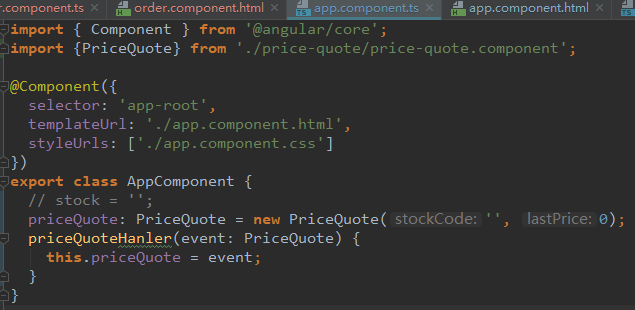 r.component.ts × order.component.html × app.component.ts × app.component.html ×
import { Component } from '@angular/core';
import {PriceQuote} from './price-quote/price-quote.component';
@Component({
  selector: 'app-root',
  templateUrl: './app.component.html',
  styleUrls: ['./app.component.css']
})
export class AppComponent {
  // stock = '';
  priceQuote: PriceQuote = new PriceQuote( stockCode: '', lastPrice: 0);
  priceQuoteHanler(event: PriceQuote) {
    this.priceQuote = event;
  }
}